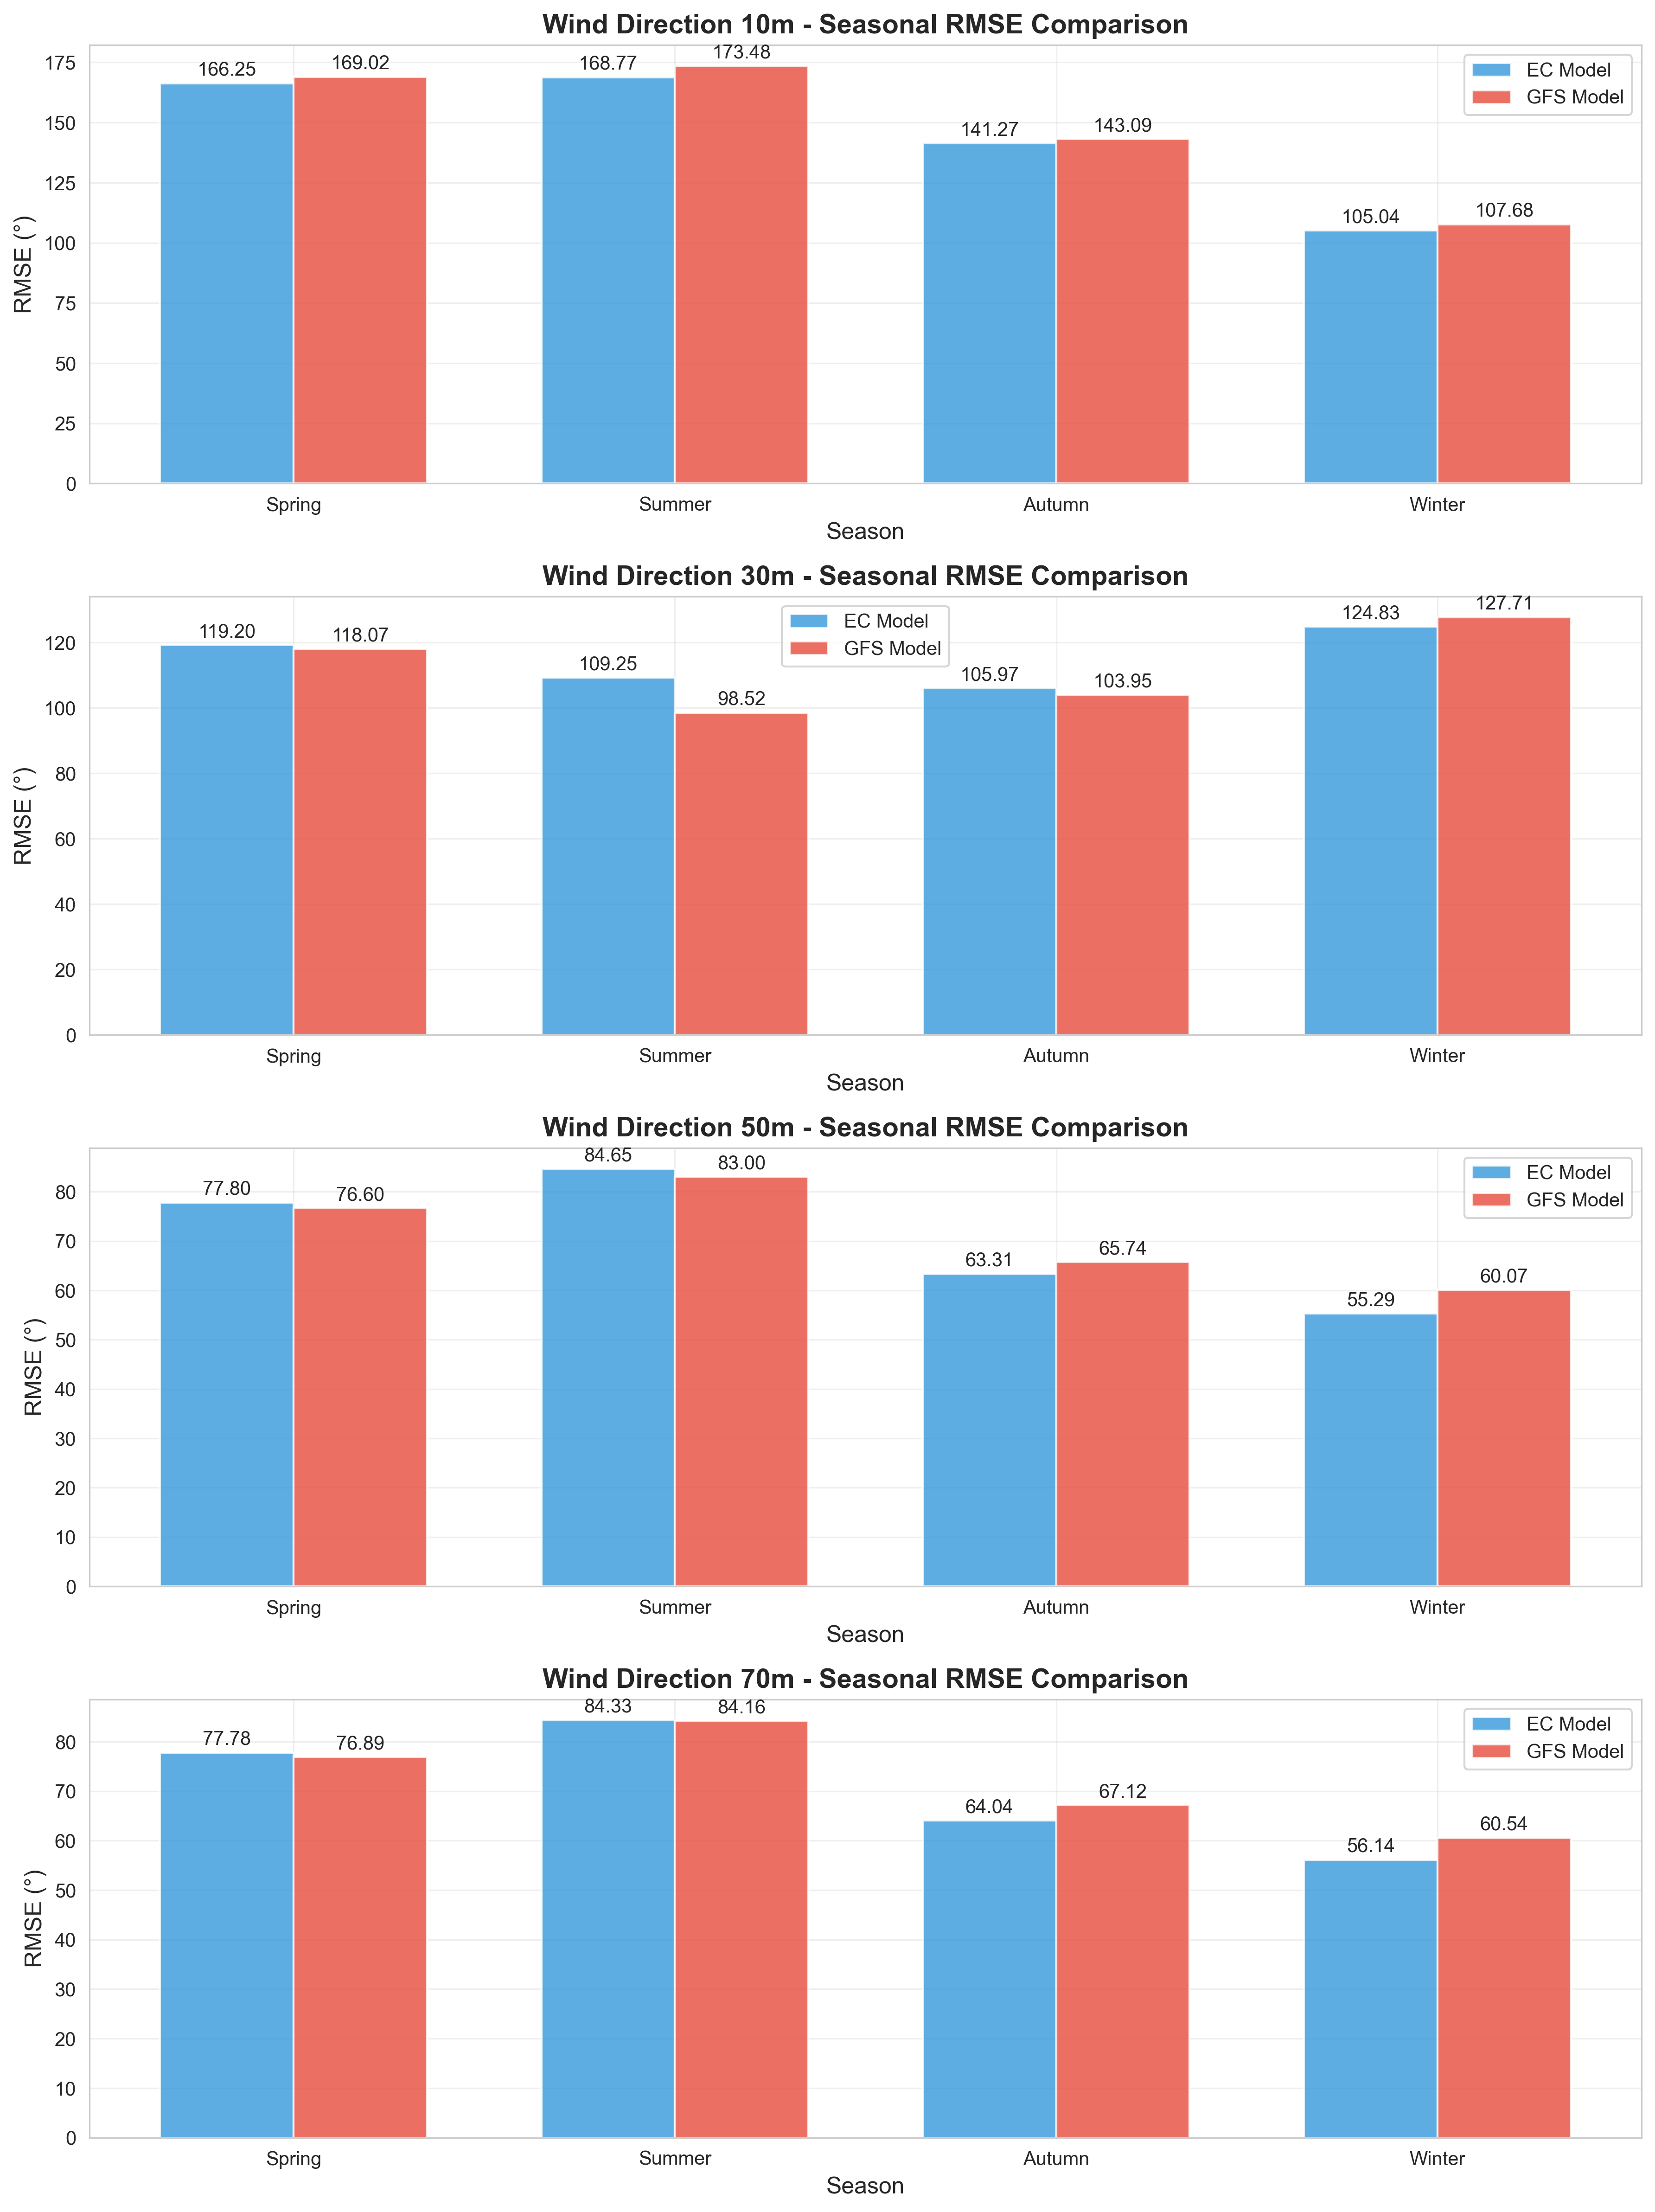 Wind Direction 10m - Seasonal RMSE Comparison
175
150
125
100
75
50
25
0
RMSE (°)
166.25
169.02
168.77
173.48
141.27
143.09
105.04
107.68
EC Model
GFS Model
Spring
Summer
Autumn
Winter
Season
Wind Direction 30m - Seasonal RMSE Comparison
120
100
80
60
40
20
0
RMSE (°)
119.20
118.07
109.25
98.52
105.97
103.95
124.83
127.71
EC Model
GFS Model
Spring
Summer
Autumn
Winter
Season
Wind Direction 50m - Seasonal RMSE Comparison
80
70
60
50
40
30
20
10
0
RMSE (°)
77.80
76.60
84.65
83.00
63.31
65.74
55.29
60.07
EC Model
GFS Model
Spring
Summer
Autumn
Winter
Season
Wind Direction 70m - Seasonal RMSE Comparison
80
70
60
50
40
30
20
10
0
RMSE (°)
77.78
76.89
84.33
84.16
64.04
67.12
56.14
60.54
EC Model
GFS Model
Spring
Summer
Autumn
Winter
Season